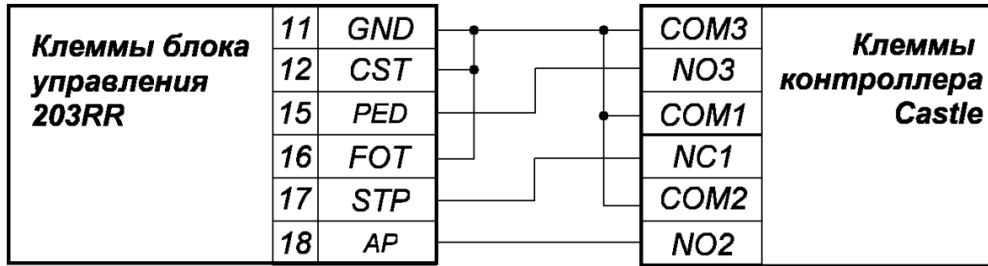 Клеммы блока
управления
203RR
11 GND
12 CST
15 PED
16 FOT
17 STP
18 AP
COM3
NO3
COM1
NC1
COM2
NO2
Клеммы
контроллера
Castle